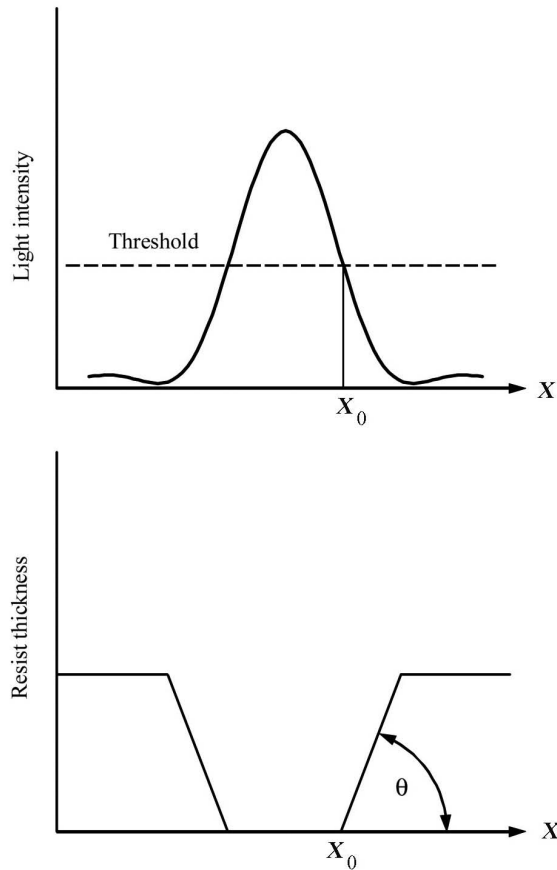 Light intensity
Threshold
X
X0
Resist thickness
θ
X
X0